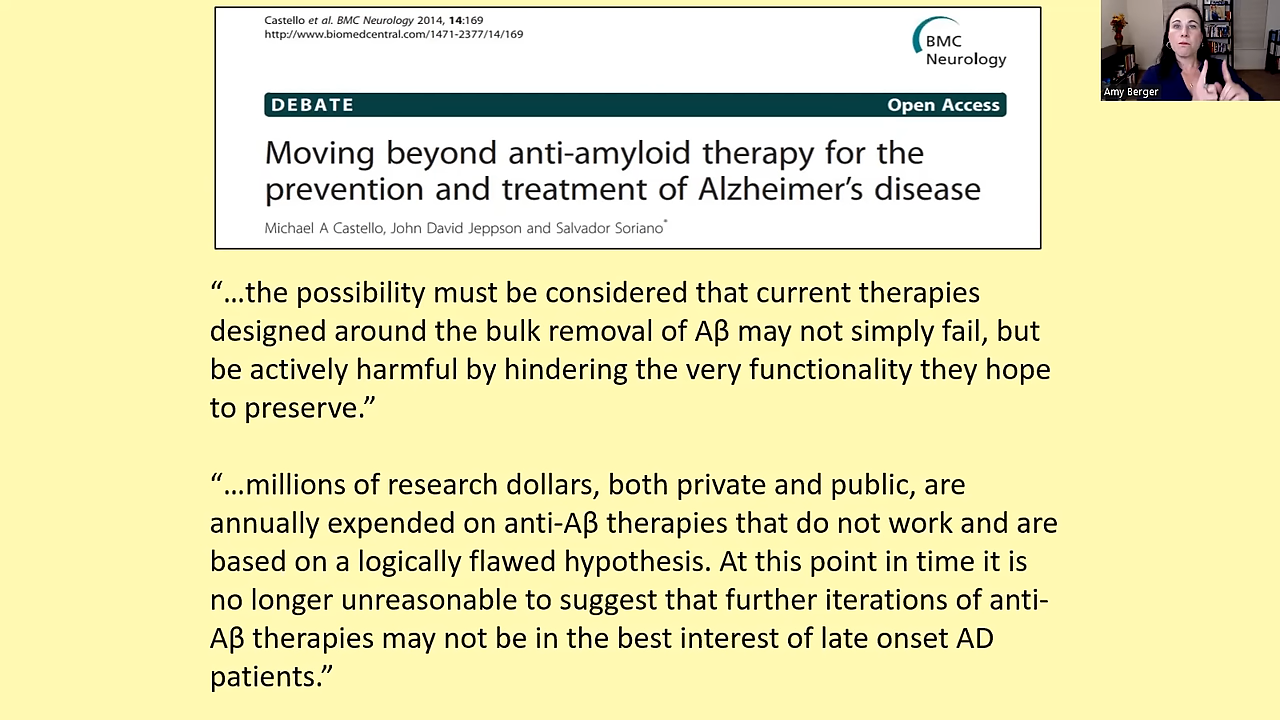 Castello et al. BMC Neurology 2014, 14:169
http://www.biomedcentral.com/1471-2377/14/169
BMC
Neurology
Amy Berger
DEBATE
Open Access
Moving beyond anti-amyloid therapy for the
prevention and treatment of Alzheimer’s disease
Michael A Castello, John David Jeppson and Salvador Soriano*
“…the possibility must be considered that current therapies
designed around the bulk removal of Aβ may not simply fail, but
be actively harmful by hindering the very functionality they hope
to preserve.”
“…millions of research dollars, both private and public, are
annually expended on anti-Aβ therapies that do not work and are
based on a logically flawed hypothesis. At this point in time it is
no longer unreasonable to suggest that further iterations of anti-
Aβ therapies may not be in the best interest of late onset AD
patients.”